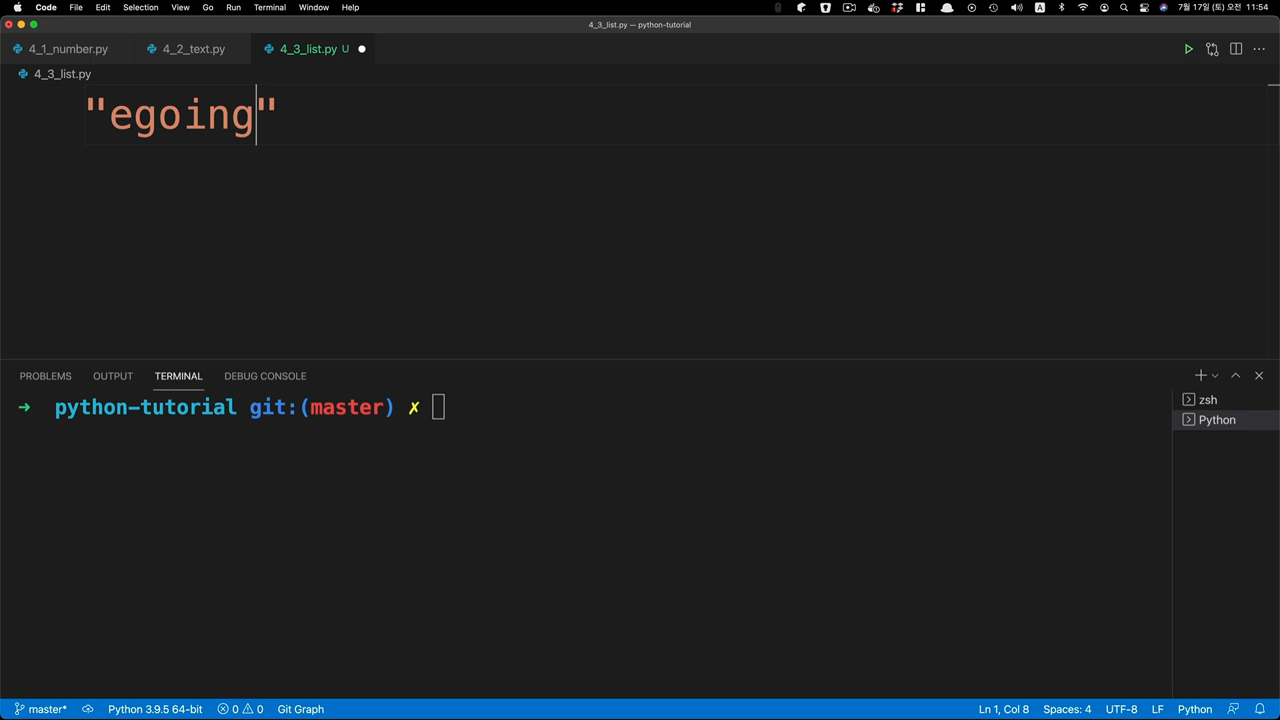 Code File Edit Selection View Go Run Terminal Window Help A 7월 17일 (토) 오전 11:54
4_3_list.py — python-tutorial
4_1_number.py 4_2_text.py 4_3_list.py U
4_3_list.py
"egoing"
PROBLEMS OUTPUT TERMINAL DEBUG CONSOLE
➜ python-tutorial git:(master) ✗
zsh
Python
master* Python 3.9.5 64-bit 0 0 Git Graph Ln 1, Col 8 Spaces: 4 UTF-8 LF Python